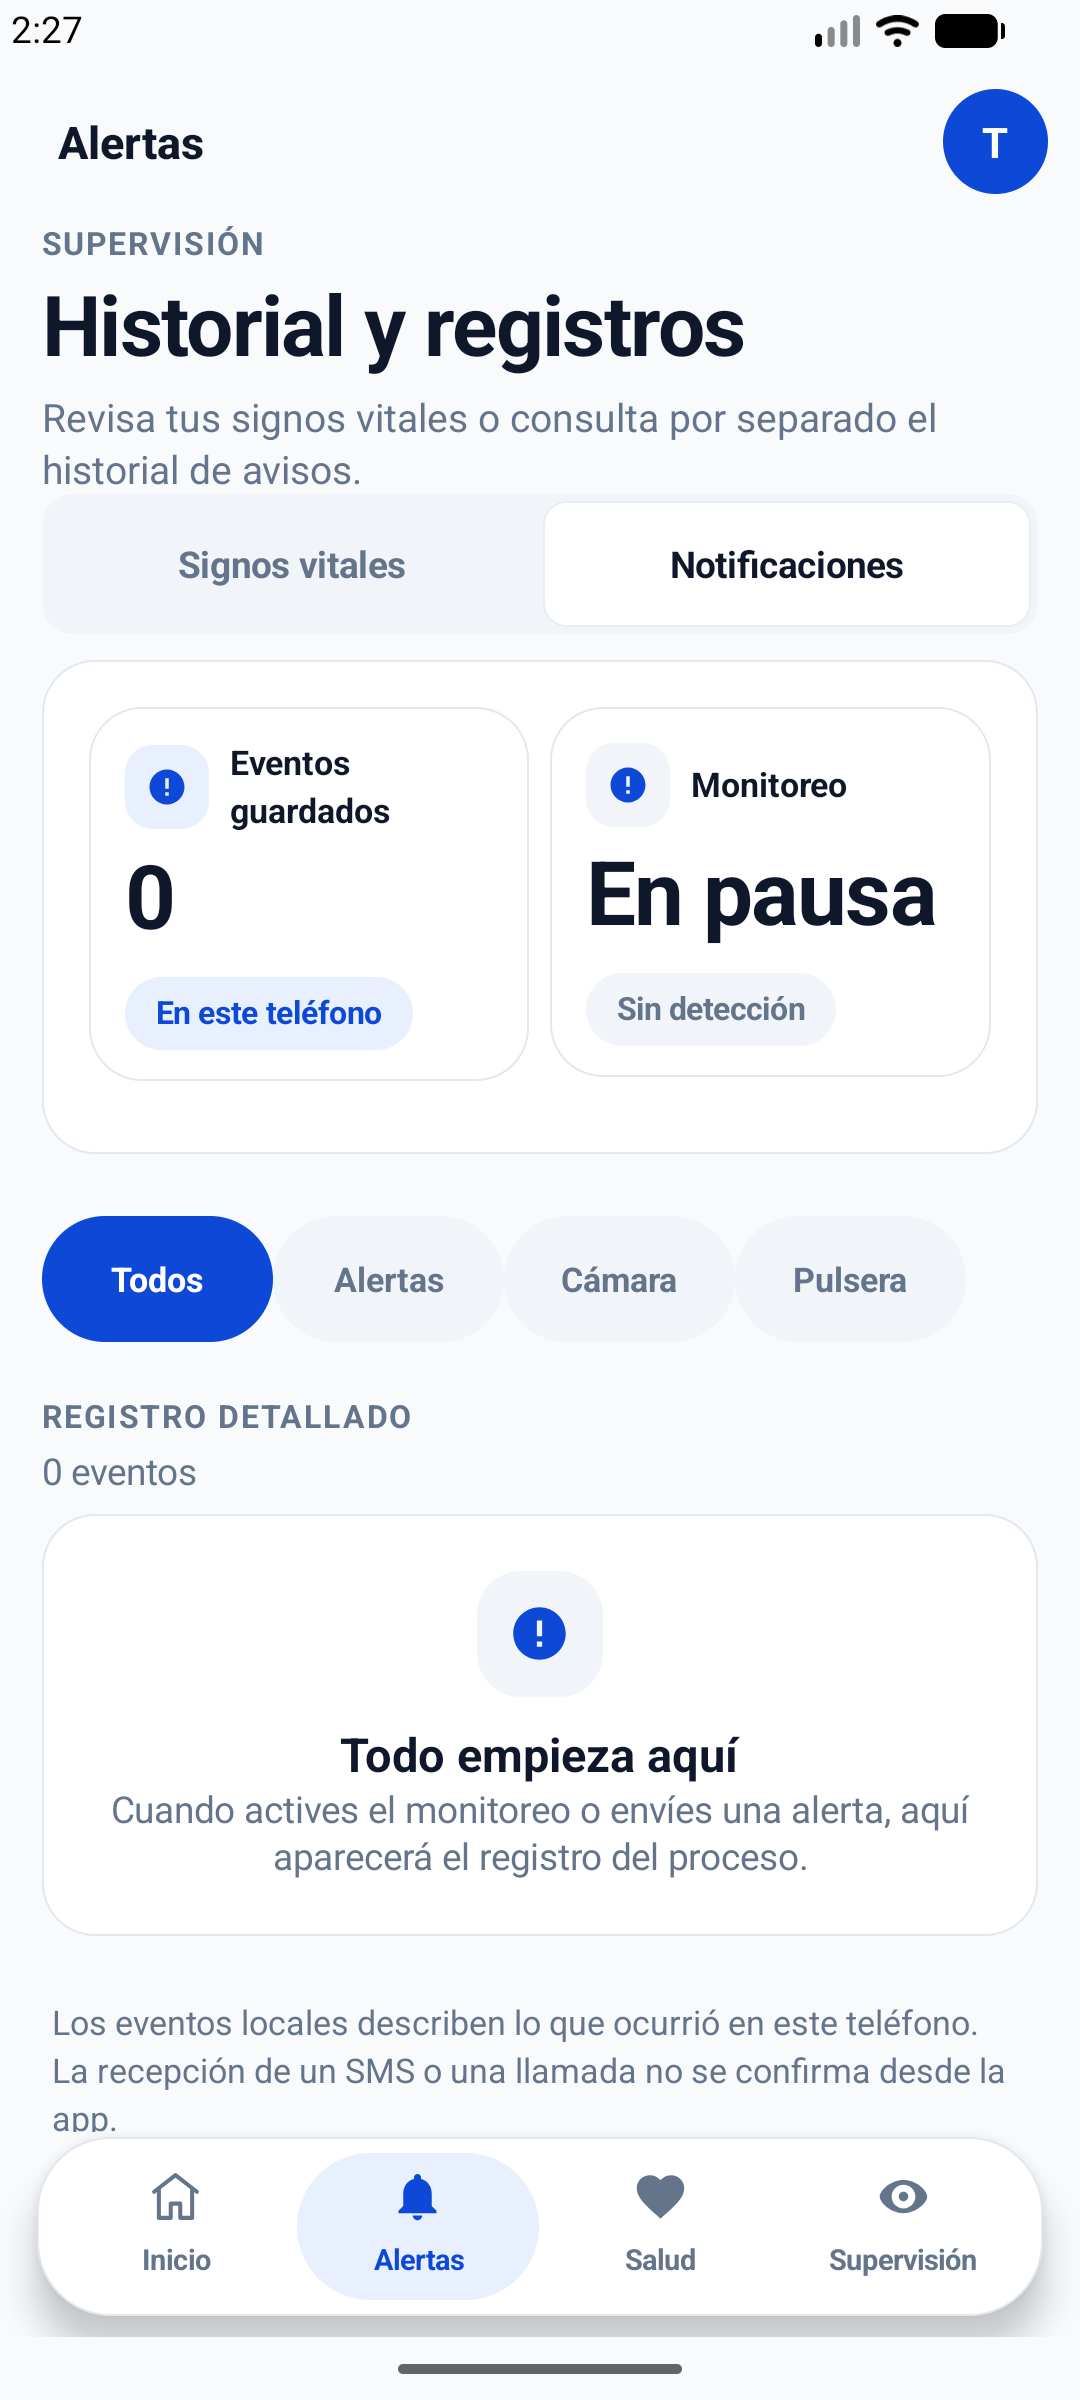 2:27
Alertas
T
SUPERVISIÓN
Historial y registros
Revisa tus signos vitales o consulta por separado el
historial de avisos.
Signos vitales
Notificaciones
Eventos
guardados
0
En este teléfono
Monitoreo
En pausa
Sin detección
Todos
Alertas
Cámara
Pulsera
REGISTRO DETALLADO
0 eventos
Todo empieza aquí
Cuando actives el monitoreo o envíes una alerta, aquí
aparecerá el registro del proceso.
Los eventos locales describen lo que ocurrió en este teléfono.
La recepción de un SMS o una llamada no se confirma desde la
app.
Inicio
Alertas
Salud
Supervisión